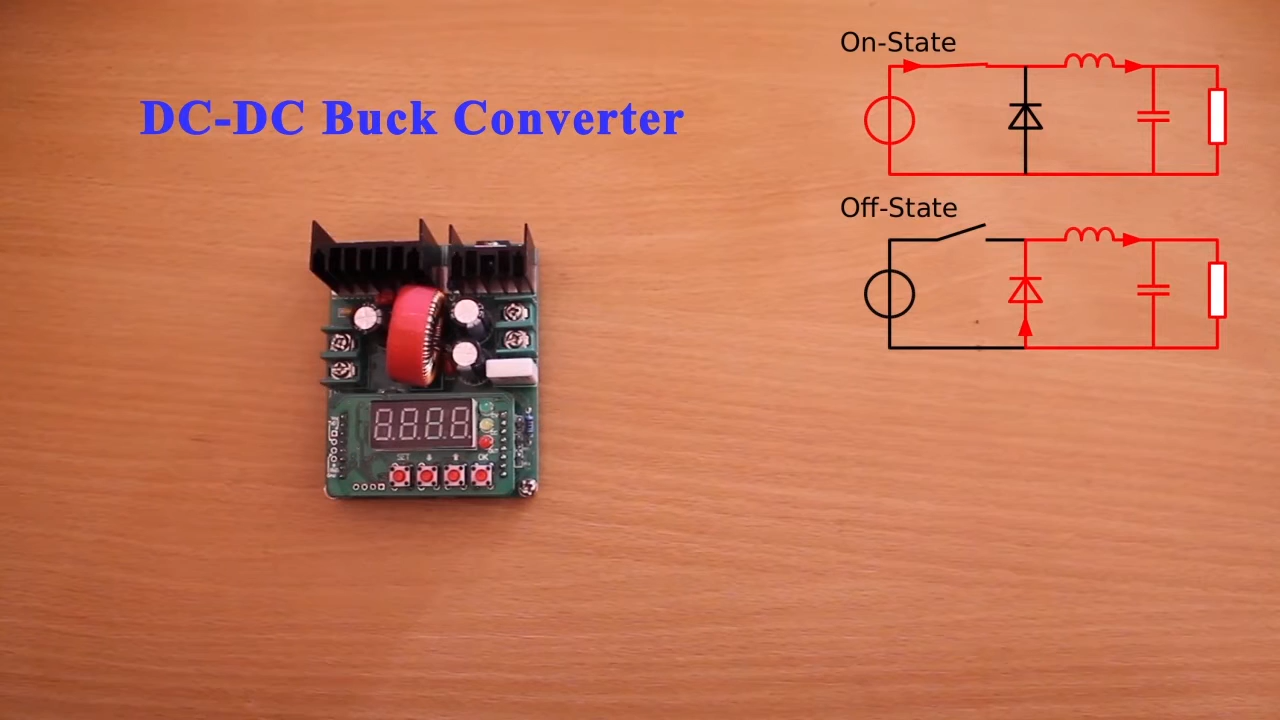 On-State
DC-DC Buck Converter
Off-State
8.8.8.8.
SET
OK